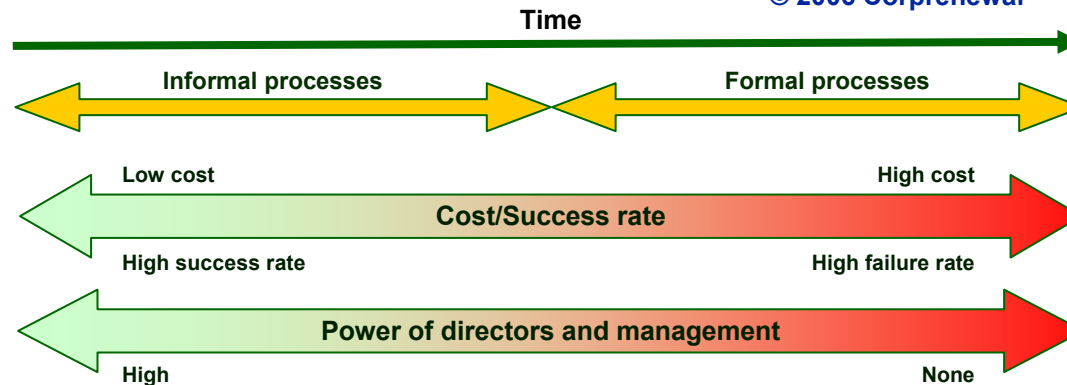 Time
Informal processes
Formal processes
Low cost
High cost
Cost/Success rate
High success rate
High failure rate
Power of directors and management
High
None